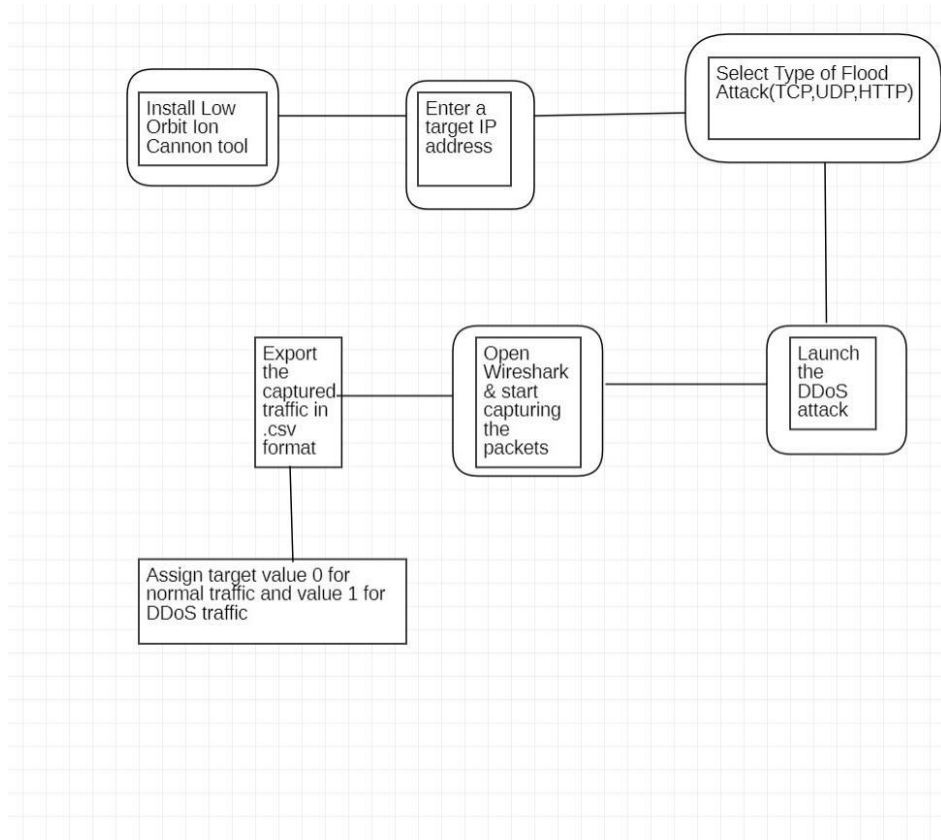 Install Low
Orbit Ion
Cannon tool
Enter a
target IP
address
Select Type of Flood
Attack(TCP,UDP,HTTP)
Launch
the
DDoS
attack
Open
Wireshark
& start
capturing
the
packets
Export
the
captured
traffic in
.csv
format
Assign target value 0 for
normal traffic and value 1 for
DDoS traffic